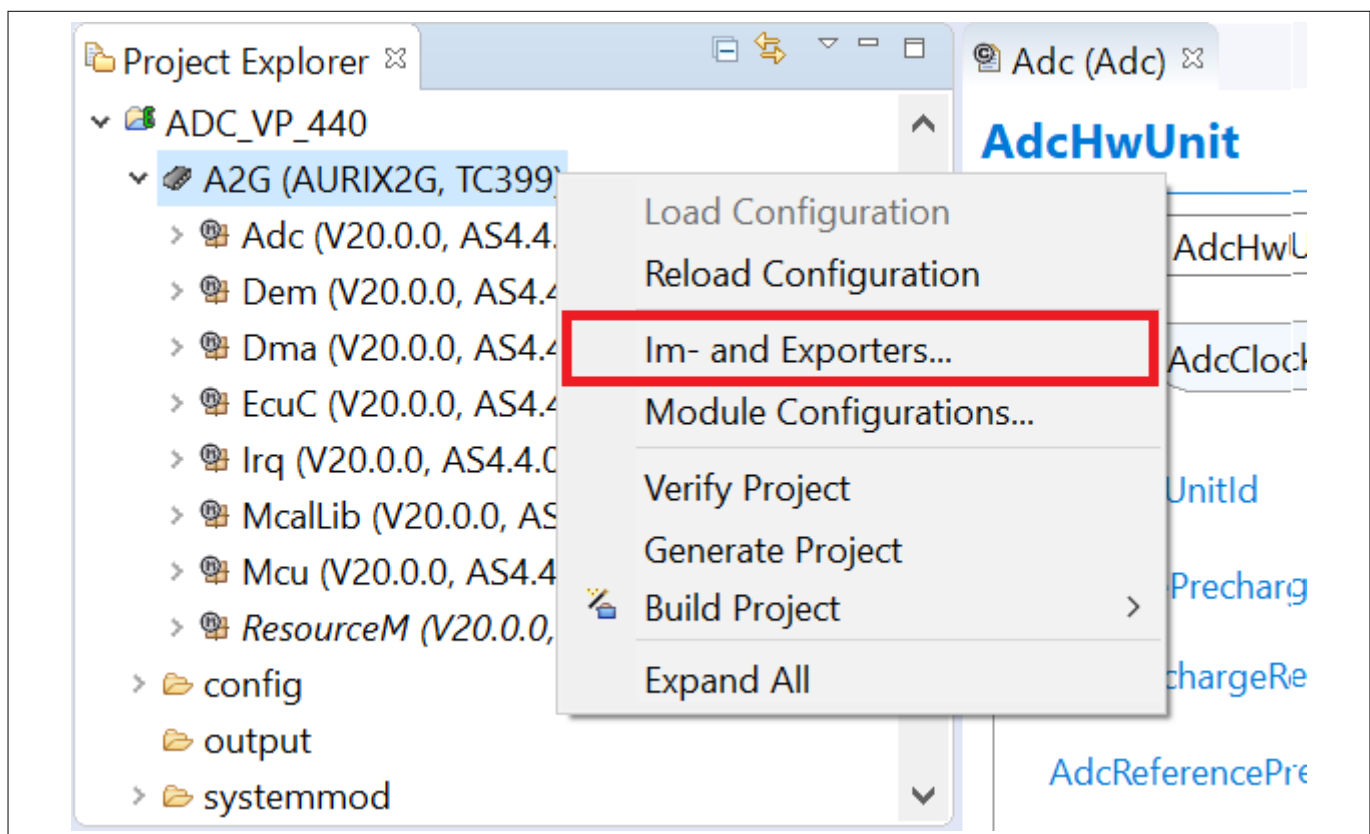 Project Explorer
Adc (Adc)
ADC_VP_440
AdcHwUnit
A2G (AURIX2G, TC399)
Load Configuration
Adc (V20.0.0, AS4.4.
AdcHwU
Reload Configuration
Dem (V20.0.0, AS4.4
Dma (V20.0.0, AS4.4
Im- and Exporters...
AdcClock
EcuC (V20.0.0, AS4.4
Module Configurations...
Irq (V20.0.0, AS4.4.0
Verify Project
UnitId
McalLib (V20.0.0, AS
Generate Project
Mcu (V20.0.0, AS4.4
Precharg
Build Project
ResourceM (V20.0.0,
config
Expand All
chargeRe
output
AdcReferencePre
systemmod